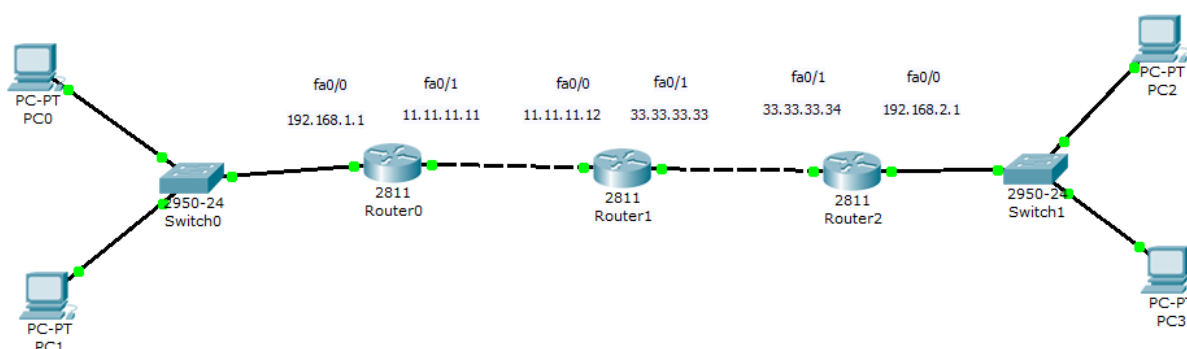 PC-PT
PC0
PC-PT
PC1
2950-24
Switch0
fa0/0
192.168.1.1
fa0/1
11.11.11.11
2811
Router0
fa0/0
11.11.11.12
fa0/1
33.33.33.33
2811
Router1
fa0/1
33.33.33.34
fa0/0
192.168.2.1
2811
Router2
2950-24
Switch1
PC-PT
PC2
PC-PT
PC3